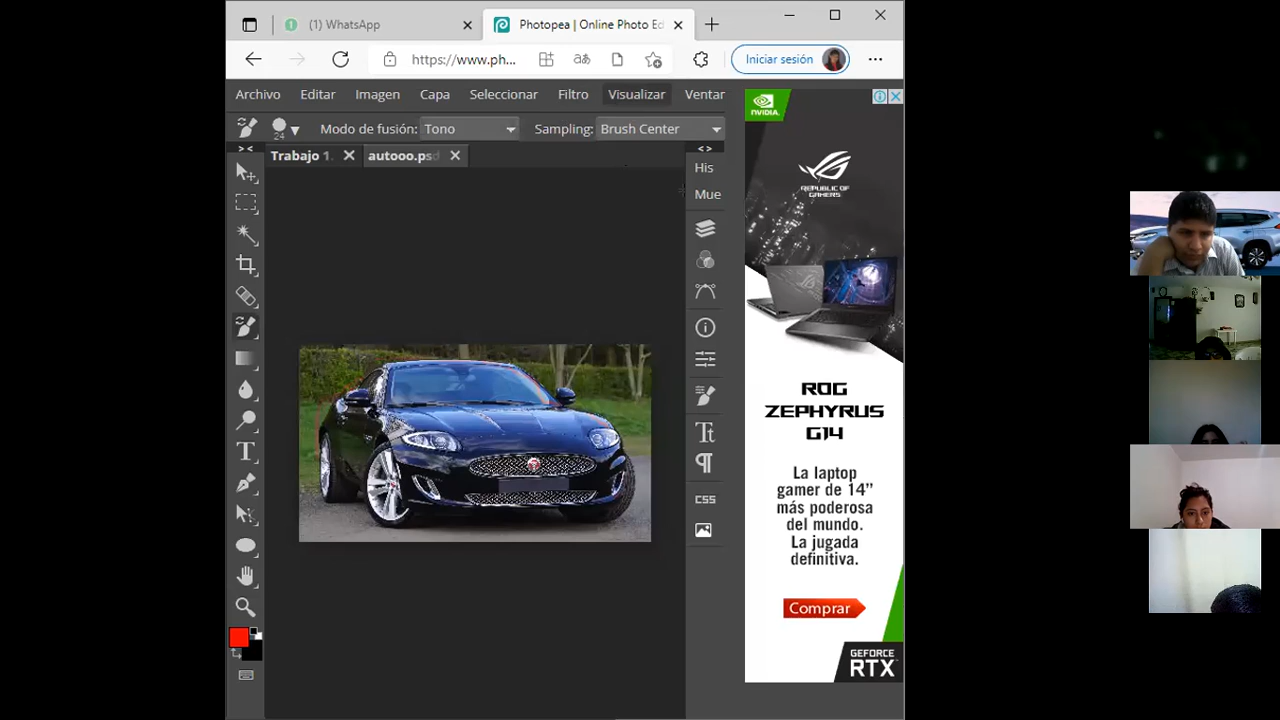 (1) WhatsApp
Photopea | Online Photo Ed
https://www.ph...
Iniciar sesión
Archivo Editar Imagen Capa Seleccionar Filtro Visualizar Ventar
24 Modo de fusión: Tono Sampling: Brush Center
Trabajo 1. autooo.psd
His
Mue
CSS
NVIDIA.
REPUBLIC OF
GAMERS
ROG
ZEPHYRUS
G14
La laptop
gamer de 14”
más poderosa
del mundo.
La jugada
definitiva.
Comprar
GEFORCE
RTX